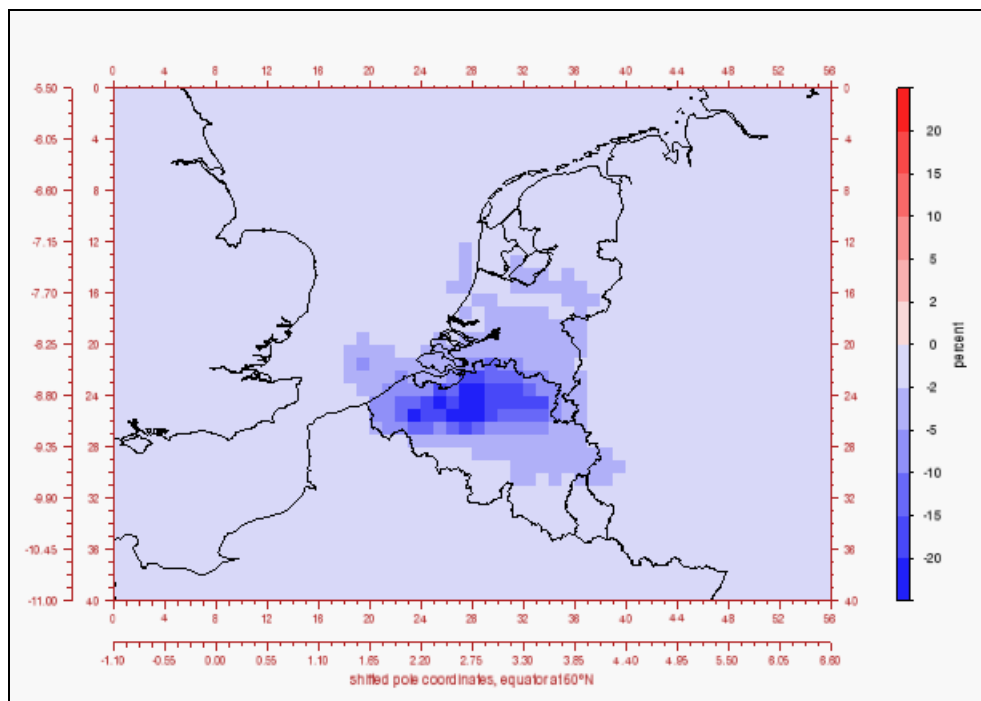 0 4 8 12 16 20 24 28 32 36 40 44 48 52 56
-5.50 0 0 20
-6.05 4 4 15
-6.60 8 8 10
-7.15 12 12 5
-7.70 16 16 2
-8.25 20 20 0
percent
-8.80 24 24 -2
-9.35 28 28 -5
-9.90 32 32 -10
-10.45 36 36 -15
-11.00 40 40 -20
0 4 8 12 16 20 24 28 32 36 40 44 48 52 56
-1.10 -0.55 0.00 0.55 1.10 1.65 2.20 2.75 3.30 3.85 4.40 4.95 5.50 6.05 6.60
shifted pole coordinates, equator at 60°N